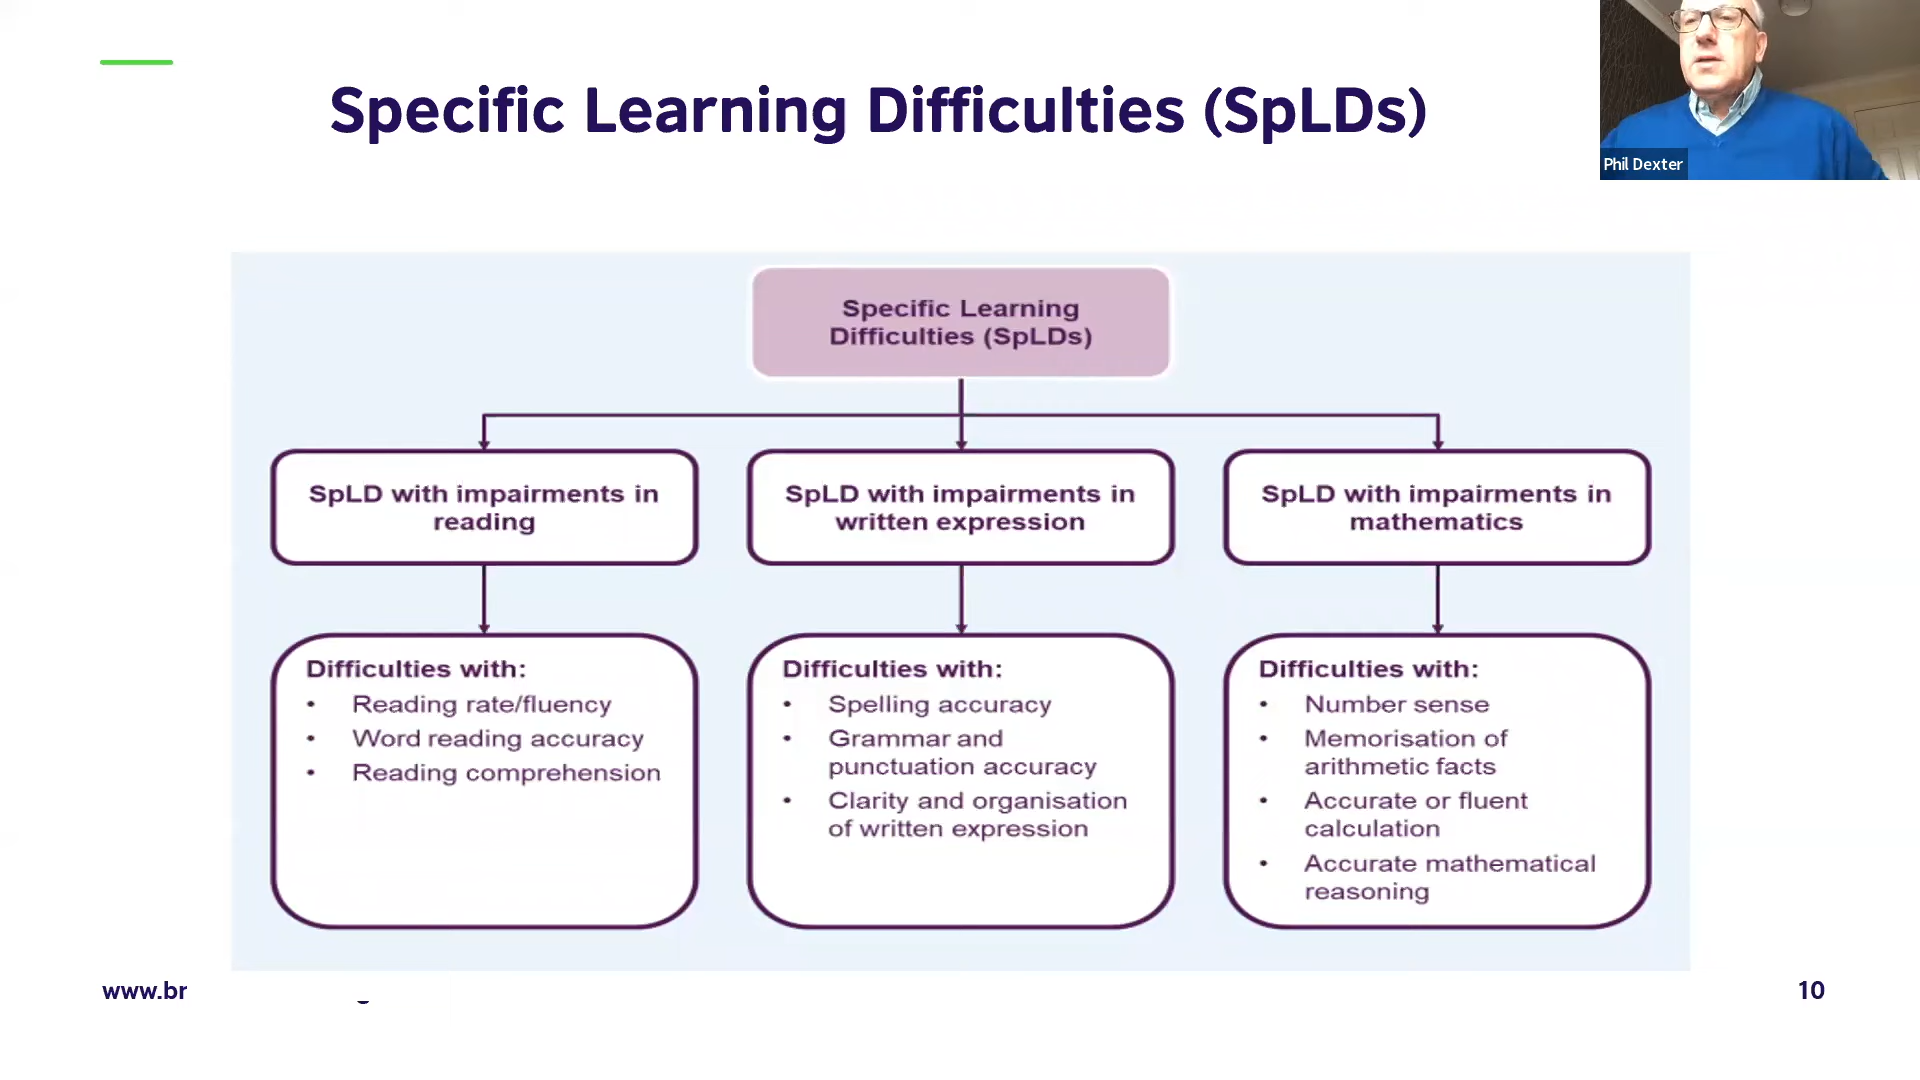 Specific Learning Difficulties (SpLDs)
Phil Dexter
Specific Learning
Difficulties (SpLDs)
SpLD with impairments in
reading
SpLD with impairments in
written expression
SpLD with impairments in
mathematics
Difficulties with:
• Reading rate/fluency
• Word reading accuracy
• Reading comprehension
Difficulties with:
• Spelling accuracy
• Grammar and
punctuation accuracy
• Clarity and organisation
of written expression
Difficulties with:
• Number sense
• Memorisation of
arithmetic facts
• Accurate or fluent
calculation
• Accurate mathematical
reasoning
www.br
10